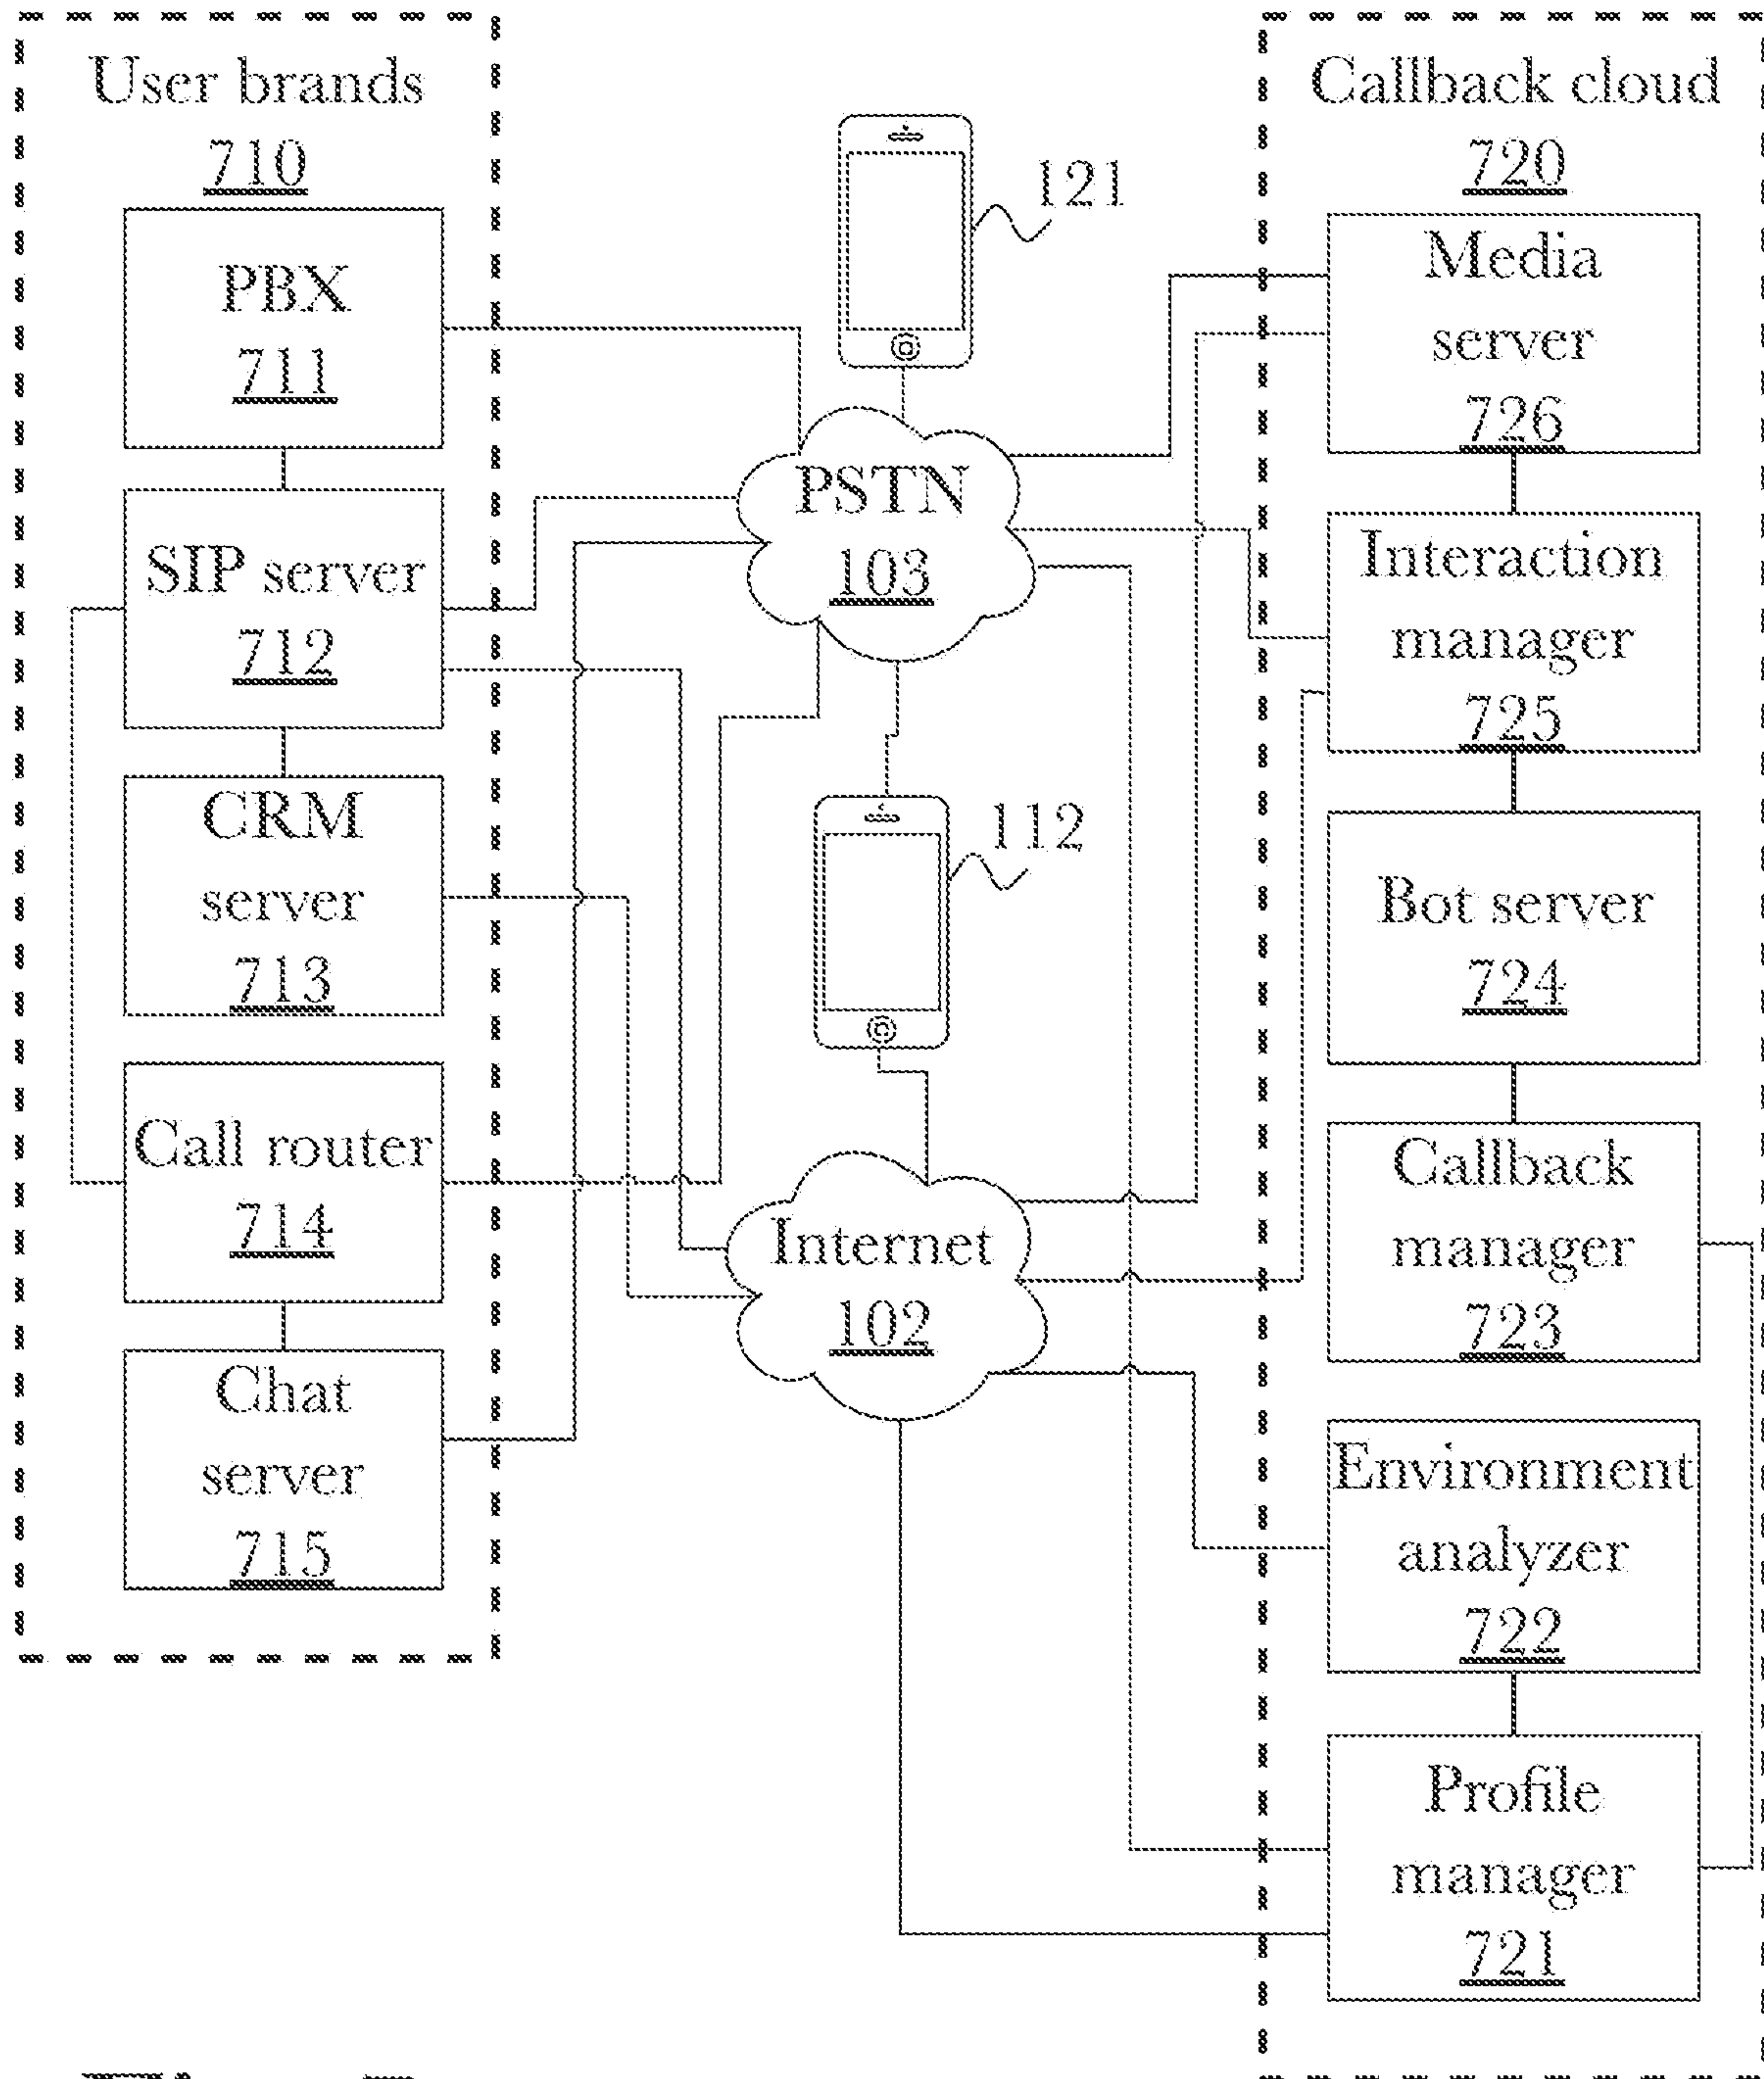 User brands
710
PBX
711
SIP server
712
CRM
server
713
Call router
714
Chat
server
715
121
PSTN
103
112
Internet
102
Callback cloud
720
Media
server
726
Interaction
manager
725
Bot server
724
Callback
manager
723
Environment
analyzer
722
Profile
manager
721